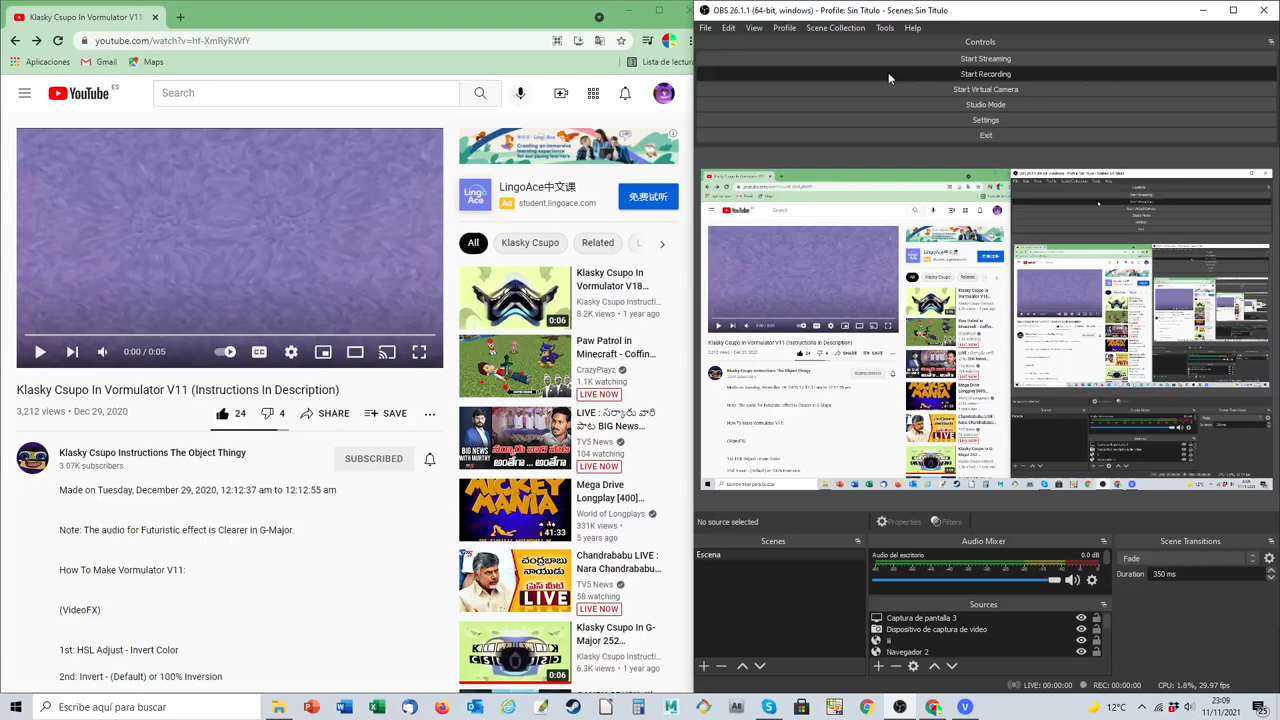 Klasky Csupo In Vormulator V11
youtube.com/watch?v=hf-XmRyRWfY
Aplicaciones
Gmail
Maps
Lista de lectura
YouTube ES
Search
LingoAce中文课
Ad student.lingoace.com
免费试听
All
Klasky Csupo
Related
Klasky Csupo In
Vormulator V18...
Klasky Csupo Instructi...
8.2K views • 1 year ago
0:06
Paw Patrol in
Minecraft - Coffin...
CrazyPlayz
1.1K watching
LIVE NOW
LIVE : సర్కారు వారి
పాట BIG News...
TV5 News
104 watching
LIVE NOW
Mega Drive
Longplay [400]...
World of Longplays
331K views •
5 years ago
41:33
Chandrababu LIVE :
Nara Chandrababu...
TV5 News
58 watching
LIVE NOW
Klasky Csupo In G-
Major 252...
Klasky Csupo Instructi...
6.3K views • 1 year ago
0:06
0:00 / 0:05
Klasky Csupo In Vormulator V11 (Instructions in Description)
3,212 views • Dec 29, 2020
24
4
SHARE
SAVE
Klasky Csupo Instructions The Object Thingy
3.07K subscribers
SUBSCRIBED
Made on Tuesday, December 29, 2020, 12:12:37 am to 12:12:55 am
Note: The audio for Futuristic effect is Clearer in G-Major.
How To Make Vormulator V11:
(VideoFX)
1st: HSL Adjust - Invert Color
2nd: Invert - (Default) or 100% Inversion
OBS 26.1.1 (64-bit, windows) - Profile: Sin Título - Scenes: Sin Título
File Edit View Profile Scene Collection Tools Help
Controls
Start Streaming
Start Recording
Start Virtual Camera
Studio Mode
Settings
Exit
No source selected
Properties
Filters
Scenes
Escena
Audio Mixer
Audio del escritorio
0.0 dB
Scene Transitions
Fade
Duration 350 ms
Sources
Captura de pantalla 3
Dispositivo de captura de video
Navegador 2
LIVE: 00:00:00
REC: 00:00:00
CPU: 1.8%, 29.97 fps
Escribe aquí para buscar
12°C
23:09
11/11/2021
25